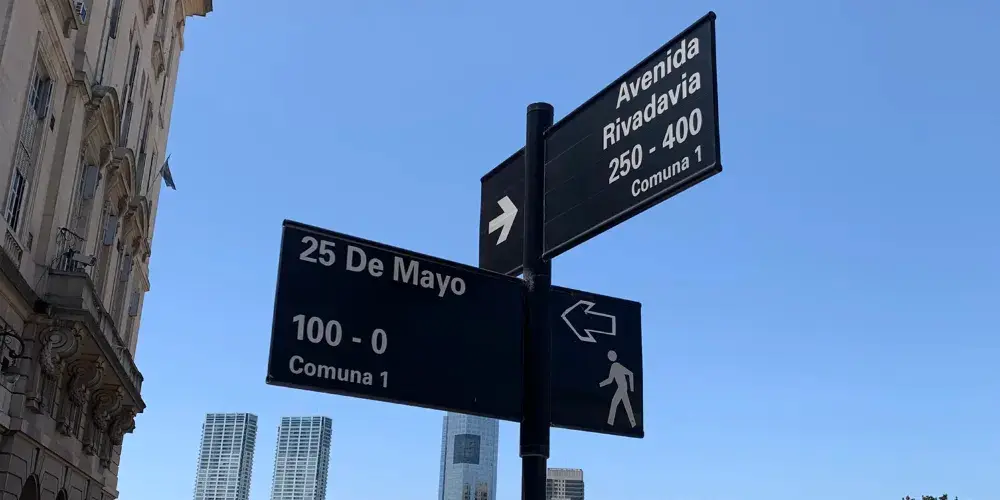 Avenida
Rivadavia
250 - 400
Comuna 1
25 De Mayo
100 - 0
Comuna 1